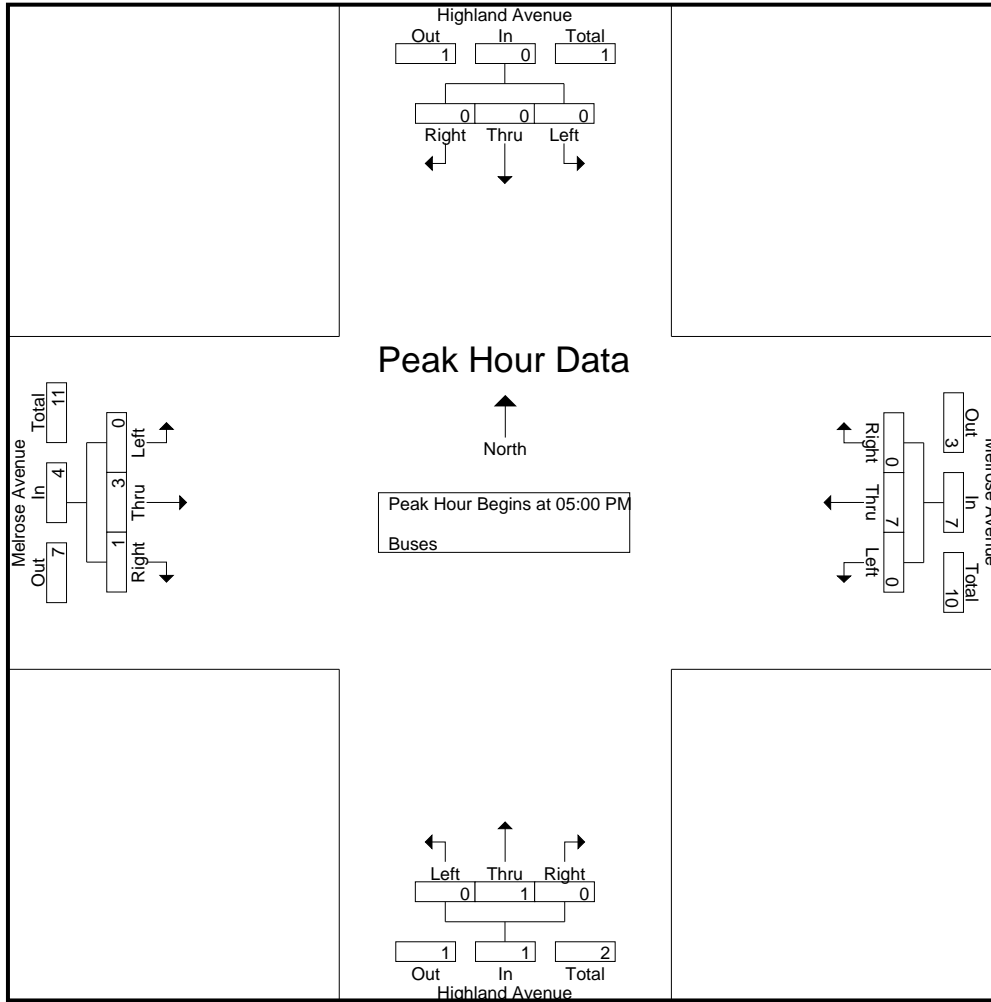 Highland Avenue
Out In Total
1 0 1
0 0 0
Right Thru Left
Peak Hour Data
North
Peak Hour Begins at 05:00 PM
Buses
Melrose Avenue
Out In Total
7 4 11
Left Thru Right
0 3 1
Melrose Avenue
Out In Total
3 7 10
Right Thru Left
0 7 0
Left Thru Right
0 1 0
1 1 2
Out In Total
Highland Avenue